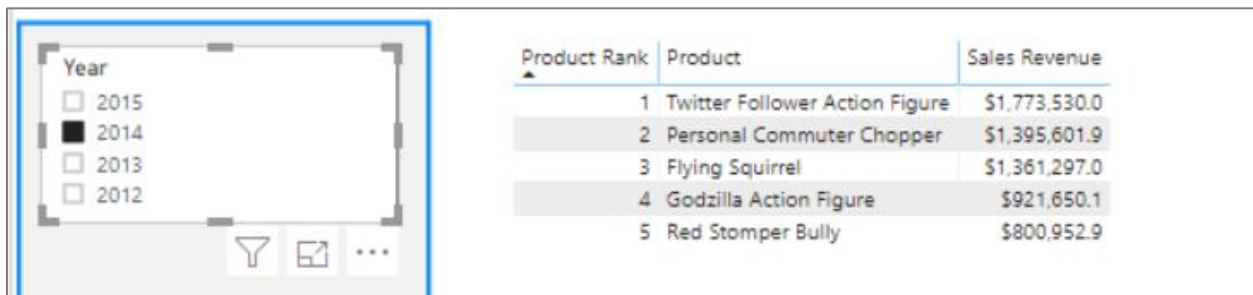 Year
2015
2014
2013
2012
Product Rank Product Sales Revenue
1 Twitter Follower Action Figure $1,773,530.0
2 Personal Commuter Chopper $1,395,601.9
3 Flying Squirrel $1,361,297.0
4 Godzilla Action Figure $921,650.1
5 Red Stomper Bully $800,952.9